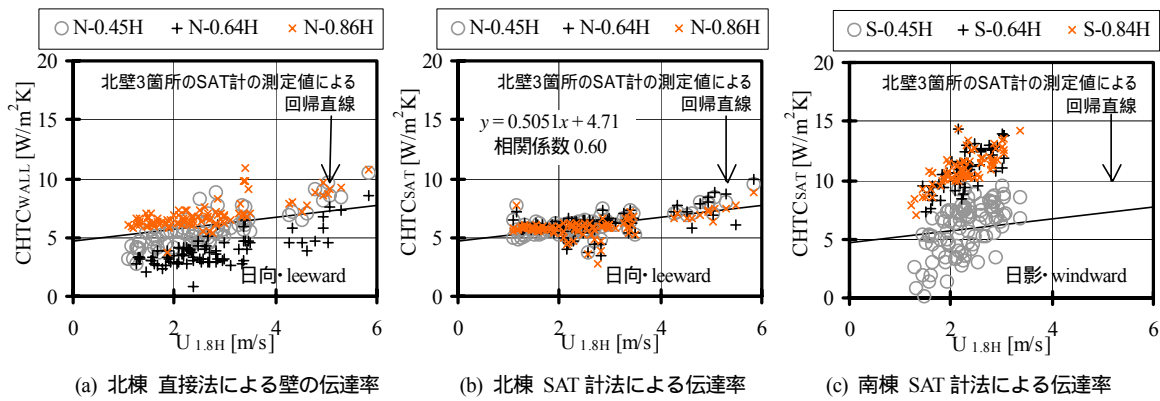 ○ N-0.45H + N-0.64H × N-0.86H
20
15
10
5
0
CHTCWALL [W/m²K]
北壁3箇所のSAT計の測定値による
回帰直線
日向・leeward
0 2 4 6
U 1.8H [m/s]
(a) 北棟 直接法による壁の伝達率
○ N-0.45H + N-0.64H × N-0.86H
20
15
10
5
0
CHTCSAT [W/m²K]
北壁3箇所のSAT計の測定値による
回帰直線
y = 0.5051x + 4.71
相関係数 0.60
日向・leeward
0 2 4 6
U 1.8H [m/s]
(b) 北棟 SAT 計法による伝達率
○ S-0.45H + S-0.64H × S-0.84H
20
15
10
5
0
CHTCSAT [W/m²K]
北壁3箇所のSAT計の測定値による
回帰直線
日影・windward
0 2 4 6
U 1.8H [m/s]
(c) 南棟 SAT 計法による伝達率